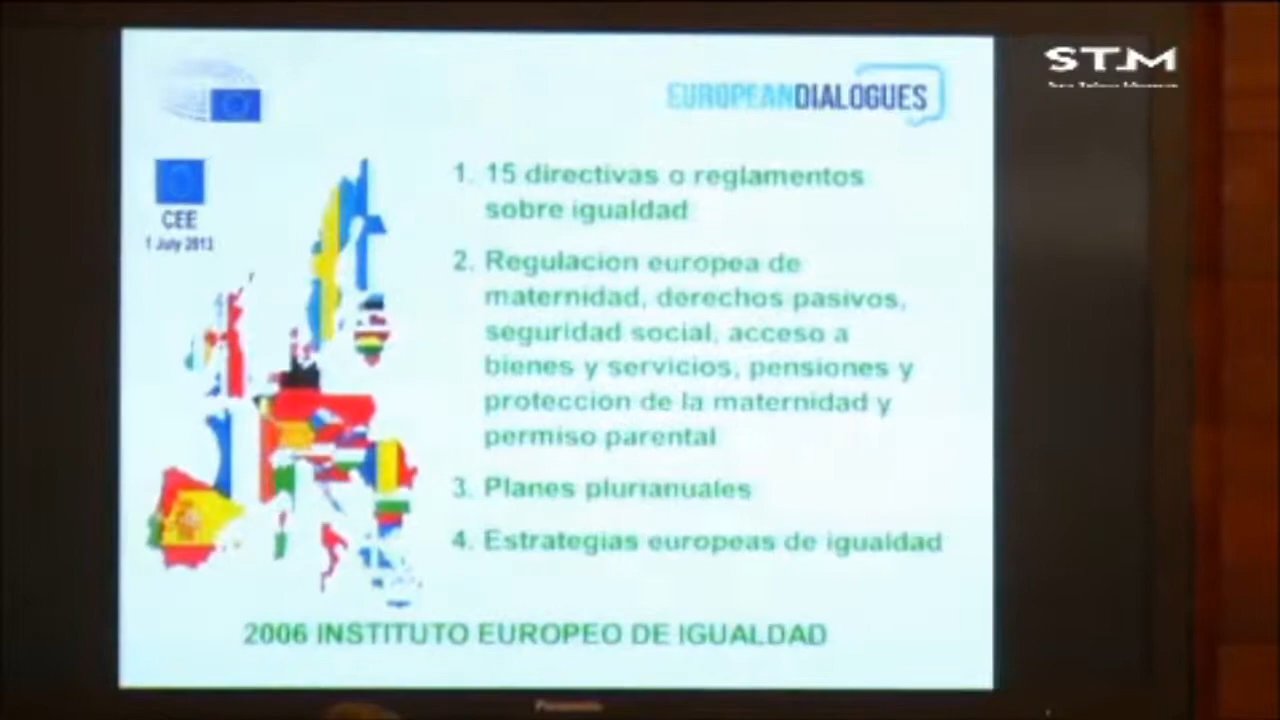 STM
EUROPEANDIALOGUES
CEE
1 July 2013
1. 15 directivas o reglamentos
sobre igualdad
2. Regulacion europea de
maternidad, derechos pasivos,
seguridad social, acceso a
bienes y servicios, pensiones y
proteccion de la maternidad y
permiso parental
3. Planes plurianuales
4. Estrategias europeas de igualdad
2006 INSTITUTO EUROPEO DE IGUALDAD
Panasonic